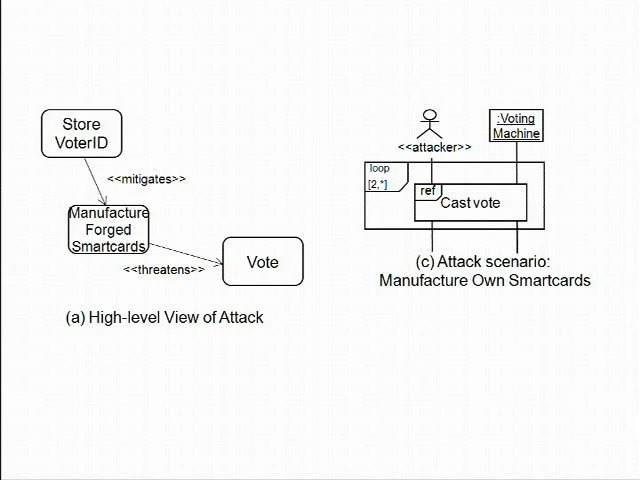 Store
VoterID
<<mitigates>>
Manufacture
Forged
Smartcards
<<threatens>>
Vote
(a) High-level View of Attack
<<attacker>>
:Voting
Machine
loop
[2,*]
ref
Cast vote
(c) Attack scenario:
Manufacture Own Smartcards